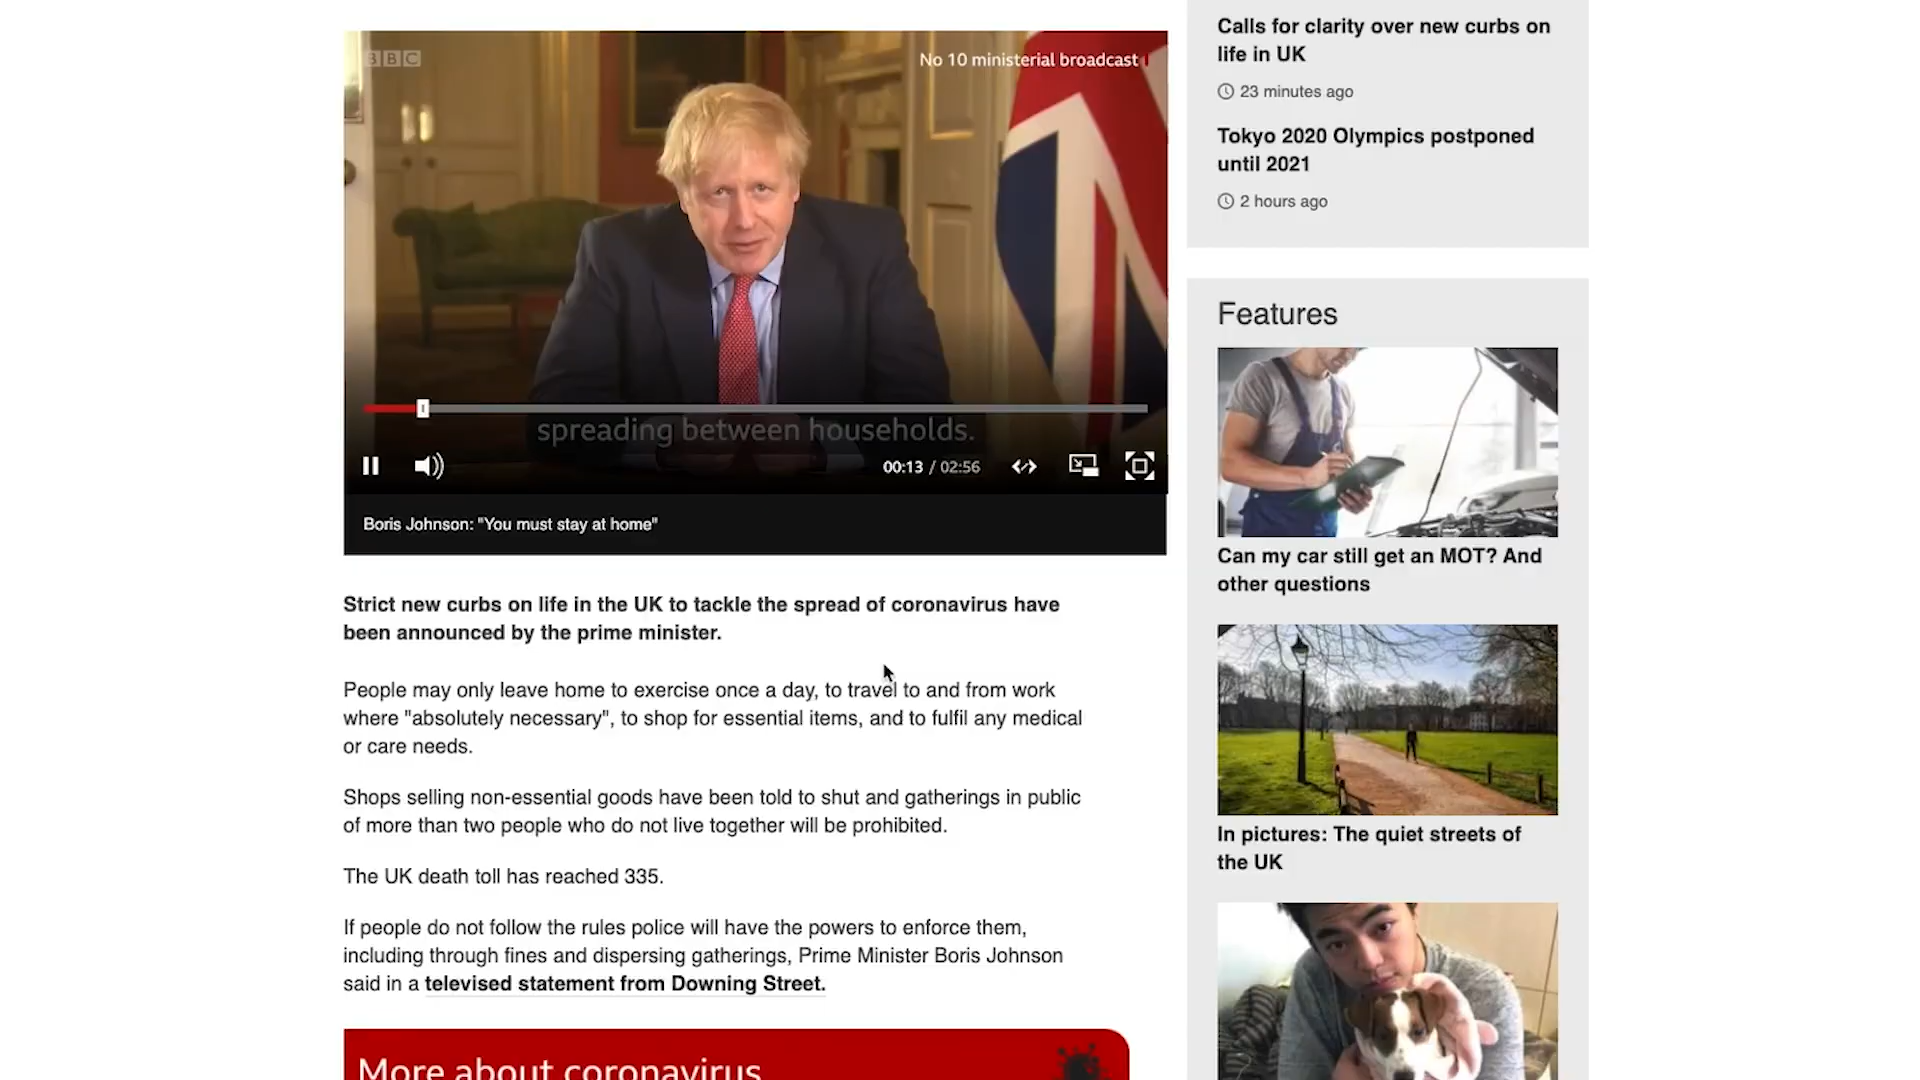 BBC
No 10 ministerial broadcast
spreading between households.
00:13 / 02:56
Boris Johnson: "You must stay at home"
Strict new curbs on life in the UK to tackle the spread of coronavirus have
been announced by the prime minister.
People may only leave home to exercise once a day, to travel to and from work
where "absolutely necessary", to shop for essential items, and to fulfil any medical
or care needs.
Shops selling non-essential goods have been told to shut and gatherings in public
of more than two people who do not live together will be prohibited.
The UK death toll has reached 335.
If people do not follow the rules police will have the powers to enforce them,
including through fines and dispersing gatherings, Prime Minister Boris Johnson
said in a televised statement from Downing Street.
More about coronavirus
Calls for clarity over new curbs on
life in UK
23 minutes ago
Tokyo 2020 Olympics postponed
until 2021
2 hours ago
Features
Can my car still get an MOT? And
other questions
In pictures: The quiet streets of
the UK